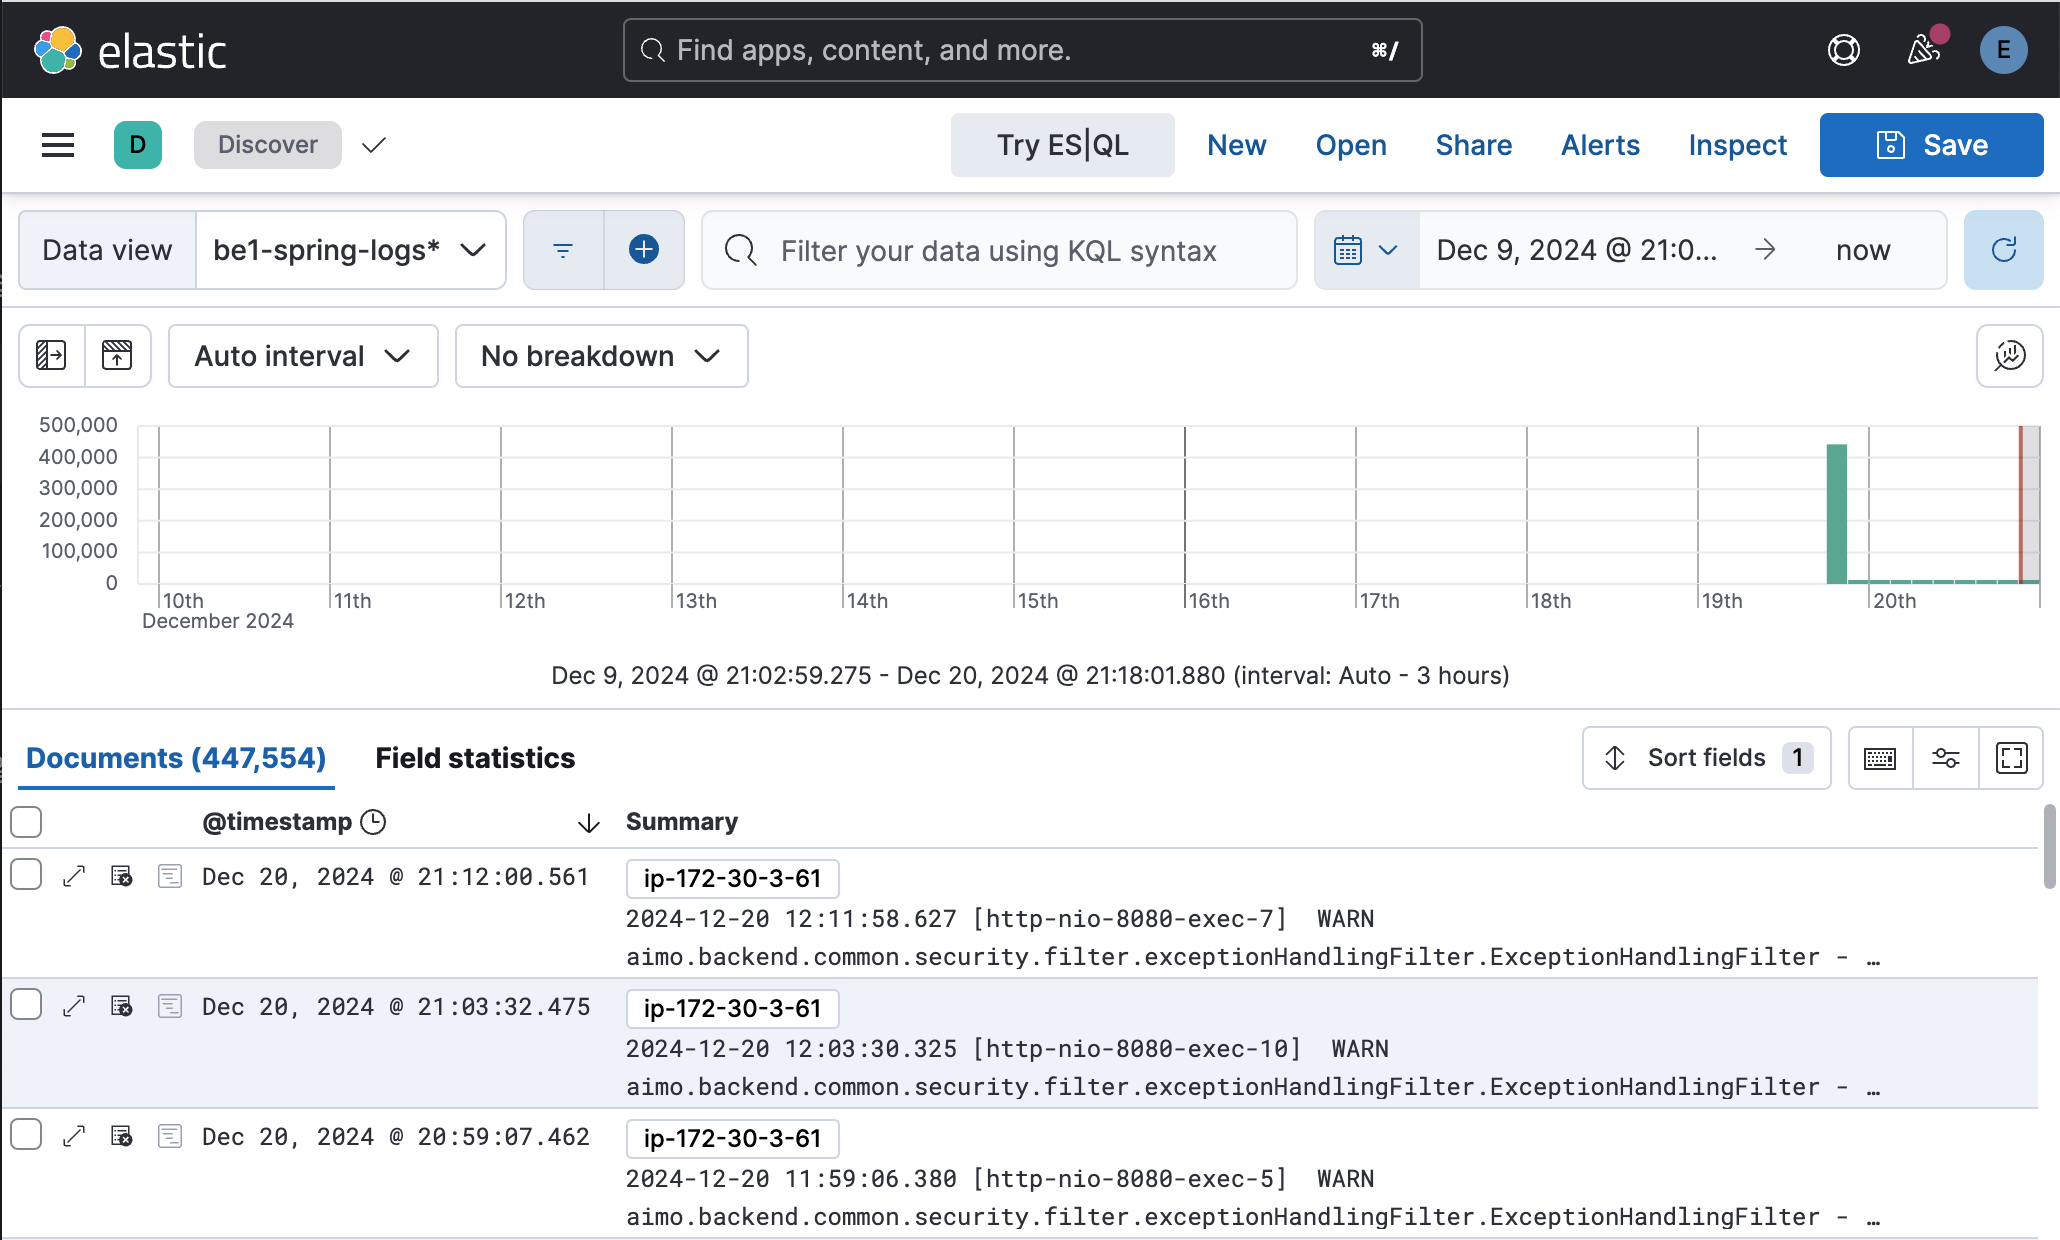 elastic
Find apps, content, and more.
⌘/
E
D
Discover
Try ES|QL
New
Open
Share
Alerts
Inspect
Save
Data view
be1-spring-logs*
Filter your data using KQL syntax
Dec 9, 2024 @ 21:0...
now
Auto interval
No breakdown
500,000
400,000
300,000
200,000
100,000
0
10th
11th
12th
13th
14th
15th
16th
17th
18th
19th
20th
December 2024
Dec 9, 2024 @ 21:02:59.275 - Dec 20, 2024 @ 21:18:01.880 (interval: Auto - 3 hours)
Documents (447,554)
Field statistics
Sort fields 1
@timestamp
Summary
Dec 20, 2024 @ 21:12:00.561
ip-172-30-3-61
2024-12-20 12:11:58.627 [http-nio-8080-exec-7]  WARN
aimo.backend.common.security.filter.exceptionHandlingFilter.ExceptionHandlingFilter - …
Dec 20, 2024 @ 21:03:32.475
ip-172-30-3-61
2024-12-20 12:03:30.325 [http-nio-8080-exec-10]  WARN
aimo.backend.common.security.filter.exceptionHandlingFilter.ExceptionHandlingFilter - …
Dec 20, 2024 @ 20:59:07.462
ip-172-30-3-61
2024-12-20 11:59:06.380 [http-nio-8080-exec-5]  WARN
aimo.backend.common.security.filter.exceptionHandlingFilter.ExceptionHandlingFilter - …